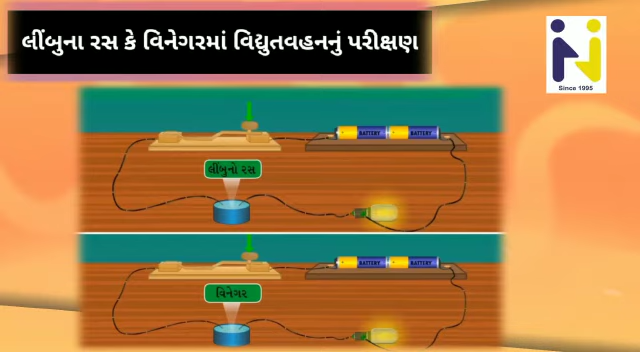 લીંબુના રસ કે વિનેગરમાં વિદ્યુતવહનનું પરીક્ષણ
Since 1995
BATTERY BATTERY
લીંબુનો રસ
BATTERY BATTERY
વિનેગર